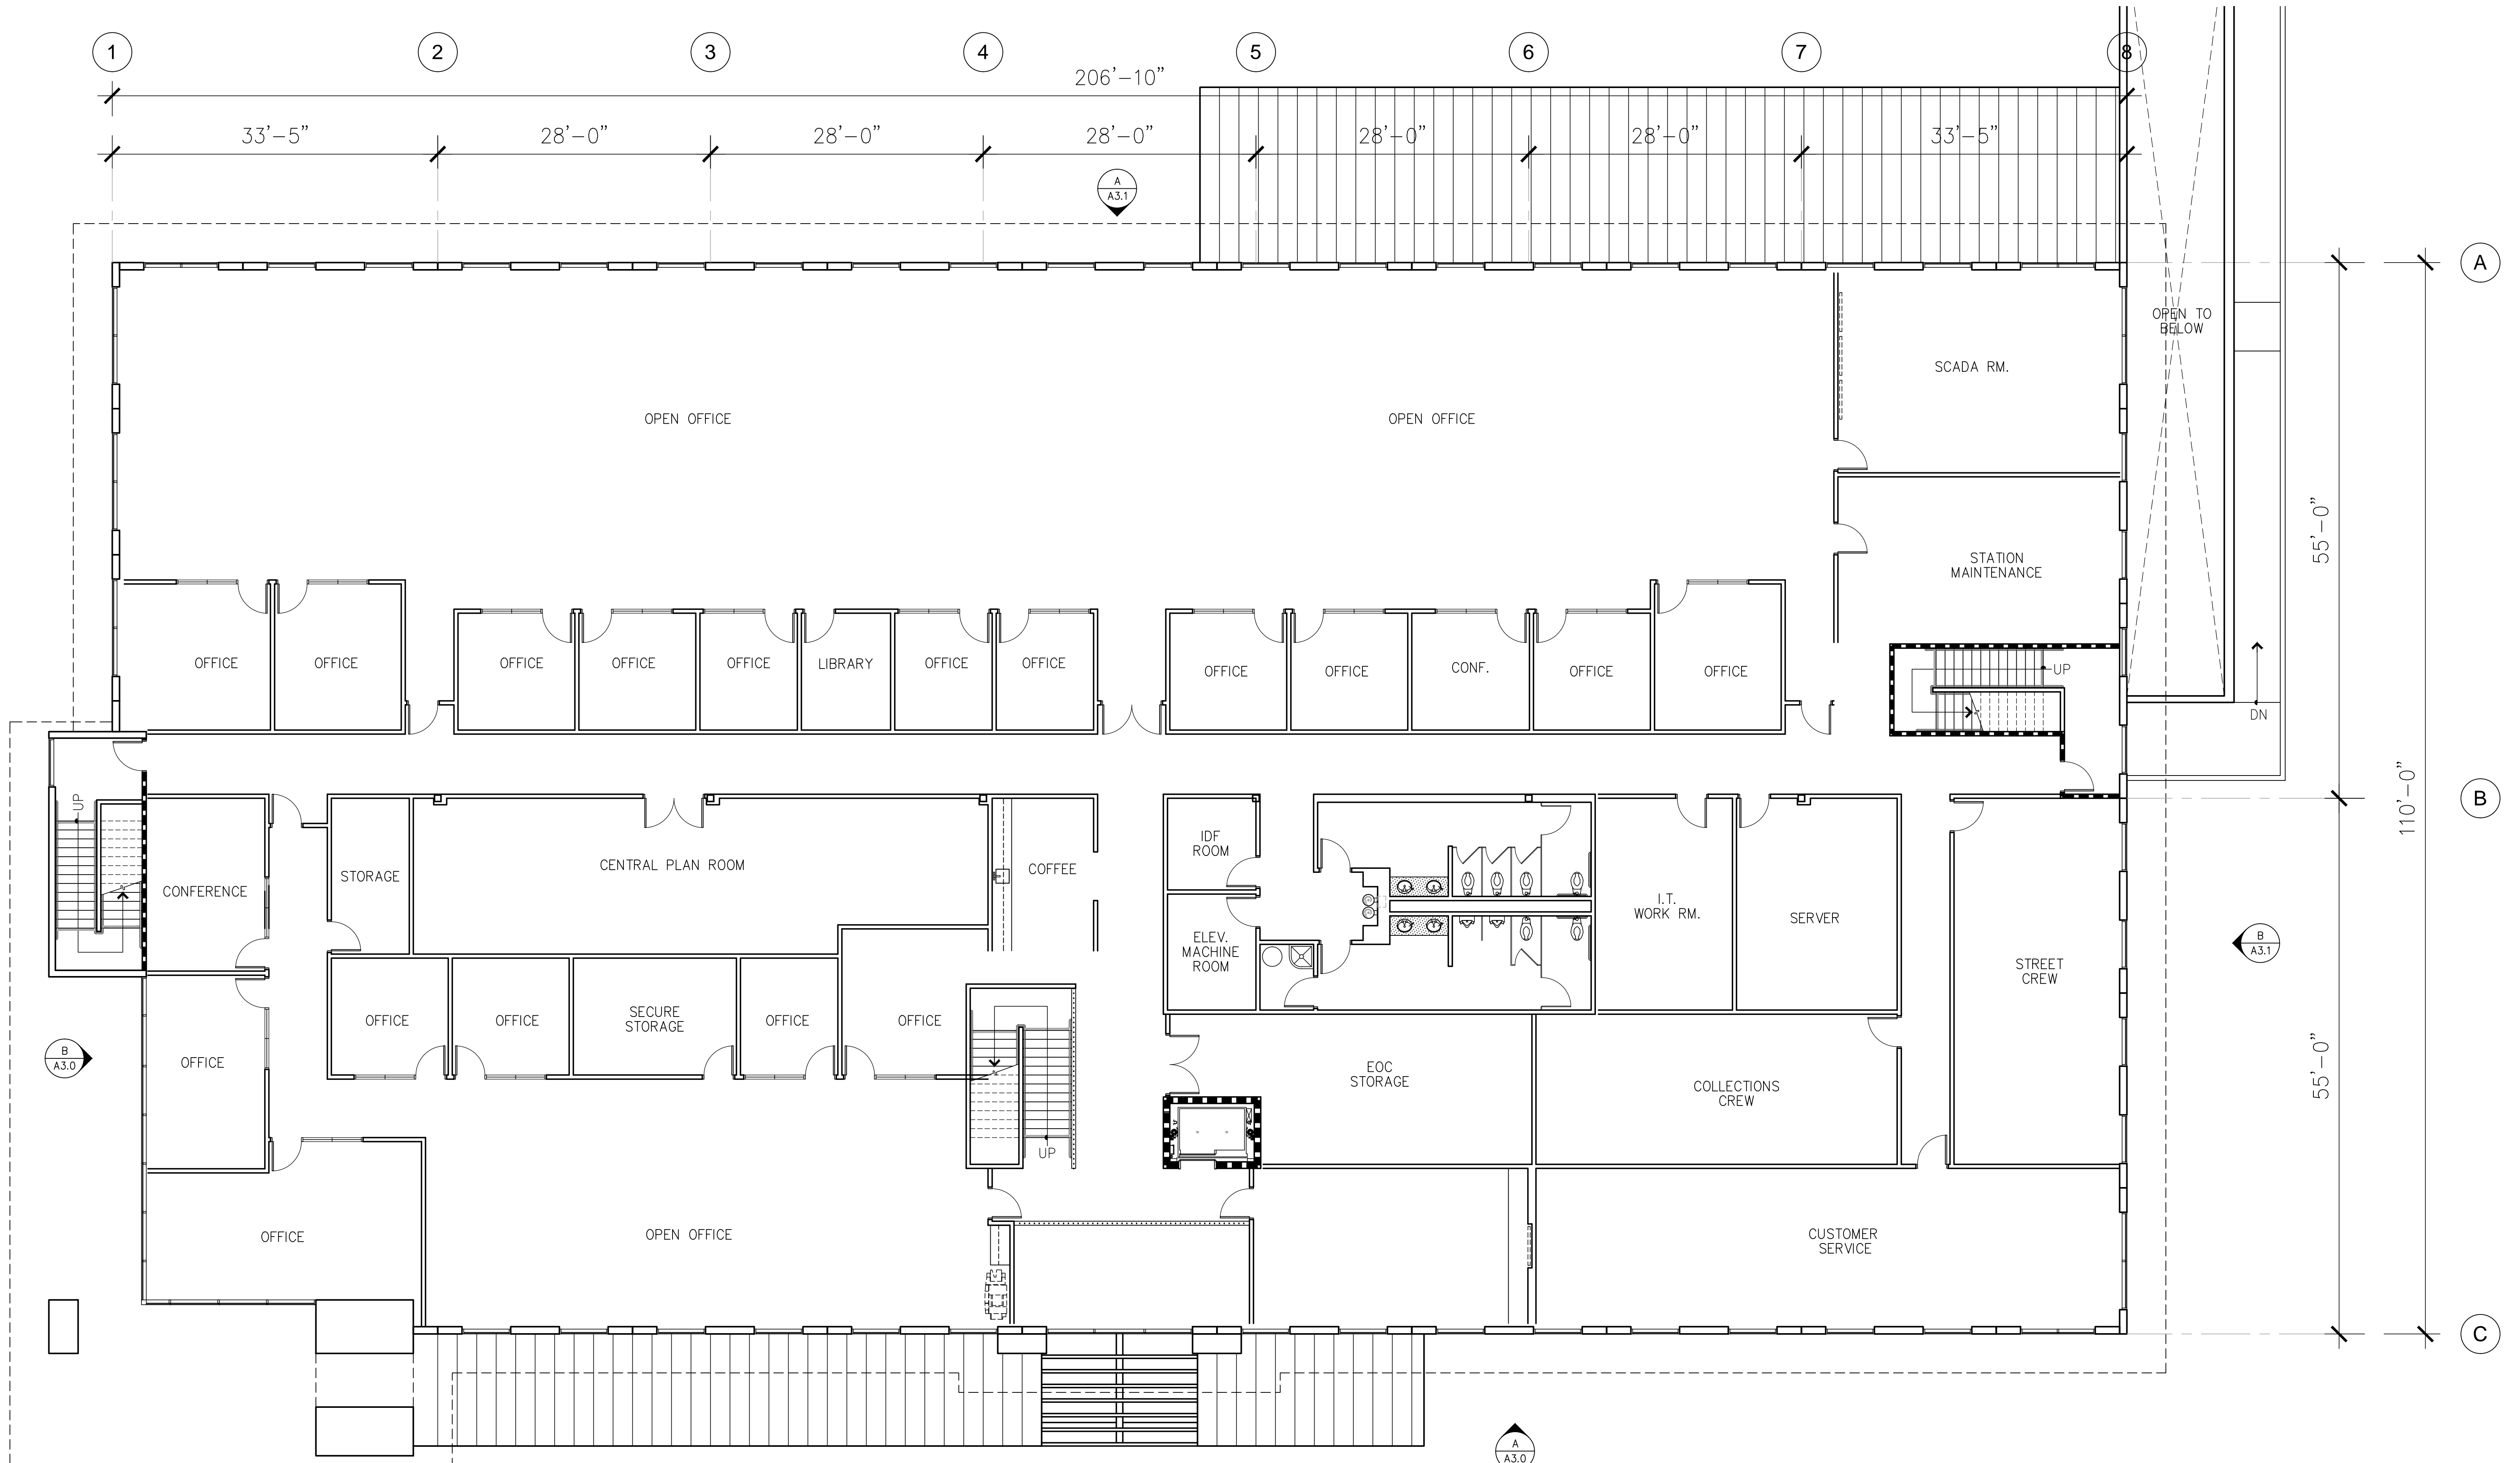 1
2
3
4
5
6
7
8
206'-10"
33'-5"
28'-0"
28'-0"
28'-0"
28'-0"
28'-0"
33'-5"
A
A3.1
A
OPEN TO
BELOW
SCADA RM.
OPEN OFFICE
OPEN OFFICE
55'-0"
STATION
MAINTENANCE
OFFICE
OFFICE
OFFICE
OFFICE
OFFICE
LIBRARY
OFFICE
OFFICE
OFFICE
OFFICE
CONF.
OFFICE
OFFICE
UP
DN
110'-0"
B
UP
IDF
ROOM
CENTRAL PLAN ROOM
COFFEE
STORAGE
CONFERENCE
I.T.
WORK RM.
SERVER
ELEV.
MACHINE
ROOM
B
A3.1
STREET
CREW
OFFICE
OFFICE
SECURE
STORAGE
OFFICE
OFFICE
B
A3.0
OFFICE
EOC
STORAGE
COLLECTIONS
CREW
55'-0"
UP
OFFICE
OPEN OFFICE
CUSTOMER
SERVICE
C
A
A3.0